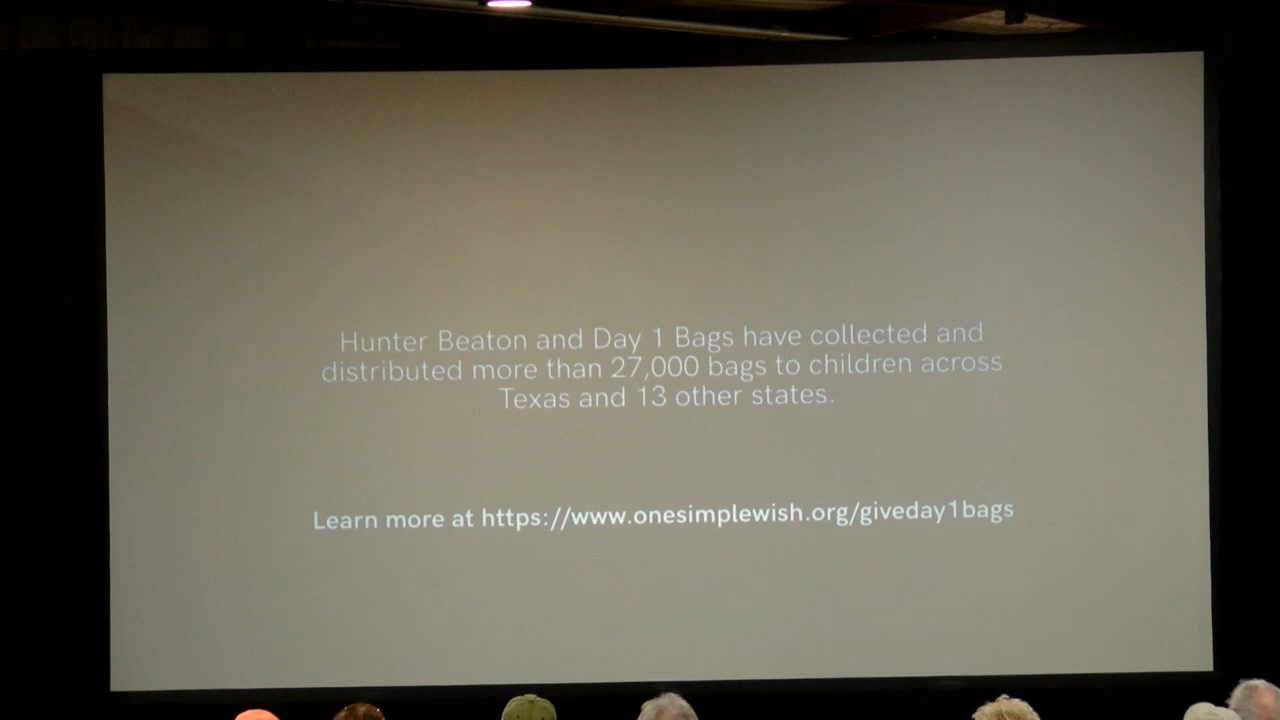 Hunter Beaton and Day 1 Bags have collected and
distributed more than 27,000 bags to children across
Texas and 13 other states.
Learn more at https://www.onesimplewish.org/giveday1bags